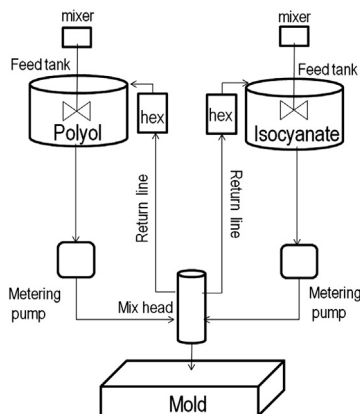 mixer
mixer
Feed tank
Feed tank
hex
hex
Polyol
Isocyanate
Return line
Return line
Metering
pump
Mix head
Metering
pump
Mold